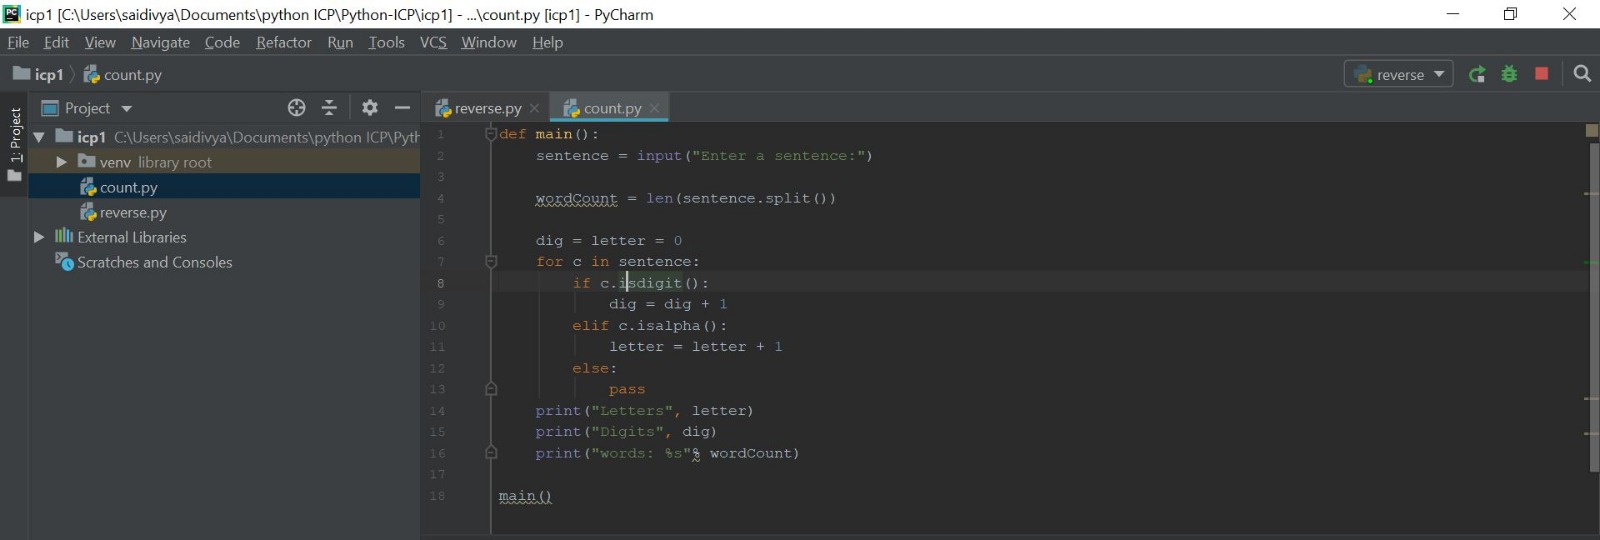 PC icp1 [C:\Users\saidivya\Documents\python ICP\Python-ICP\icp1] - ...\count.py [icp1] - PyCharm
File Edit View Navigate Code Refactor Run Tools VCS Window Help
icp1 count.py reverse
1: Project
Project
icp1 C:\Users\saidivya\Documents\python ICP\Pyth
venv library root
count.py
reverse.py
External Libraries
Scratches and Consoles
reverse.py count.py
1 def main():
2 sentence = input("Enter a sentence:")
3
4 wordCount = len(sentence.split())
5
6 dig = letter = 0
7 for c in sentence:
8 if c.isdigit():
9 dig = dig + 1
10 elif c.isalpha():
11 letter = letter + 1
12 else:
13 pass
14 print("Letters", letter)
15 print("Digits", dig)
16 print("words: %s"% wordCount)
17
18 main()